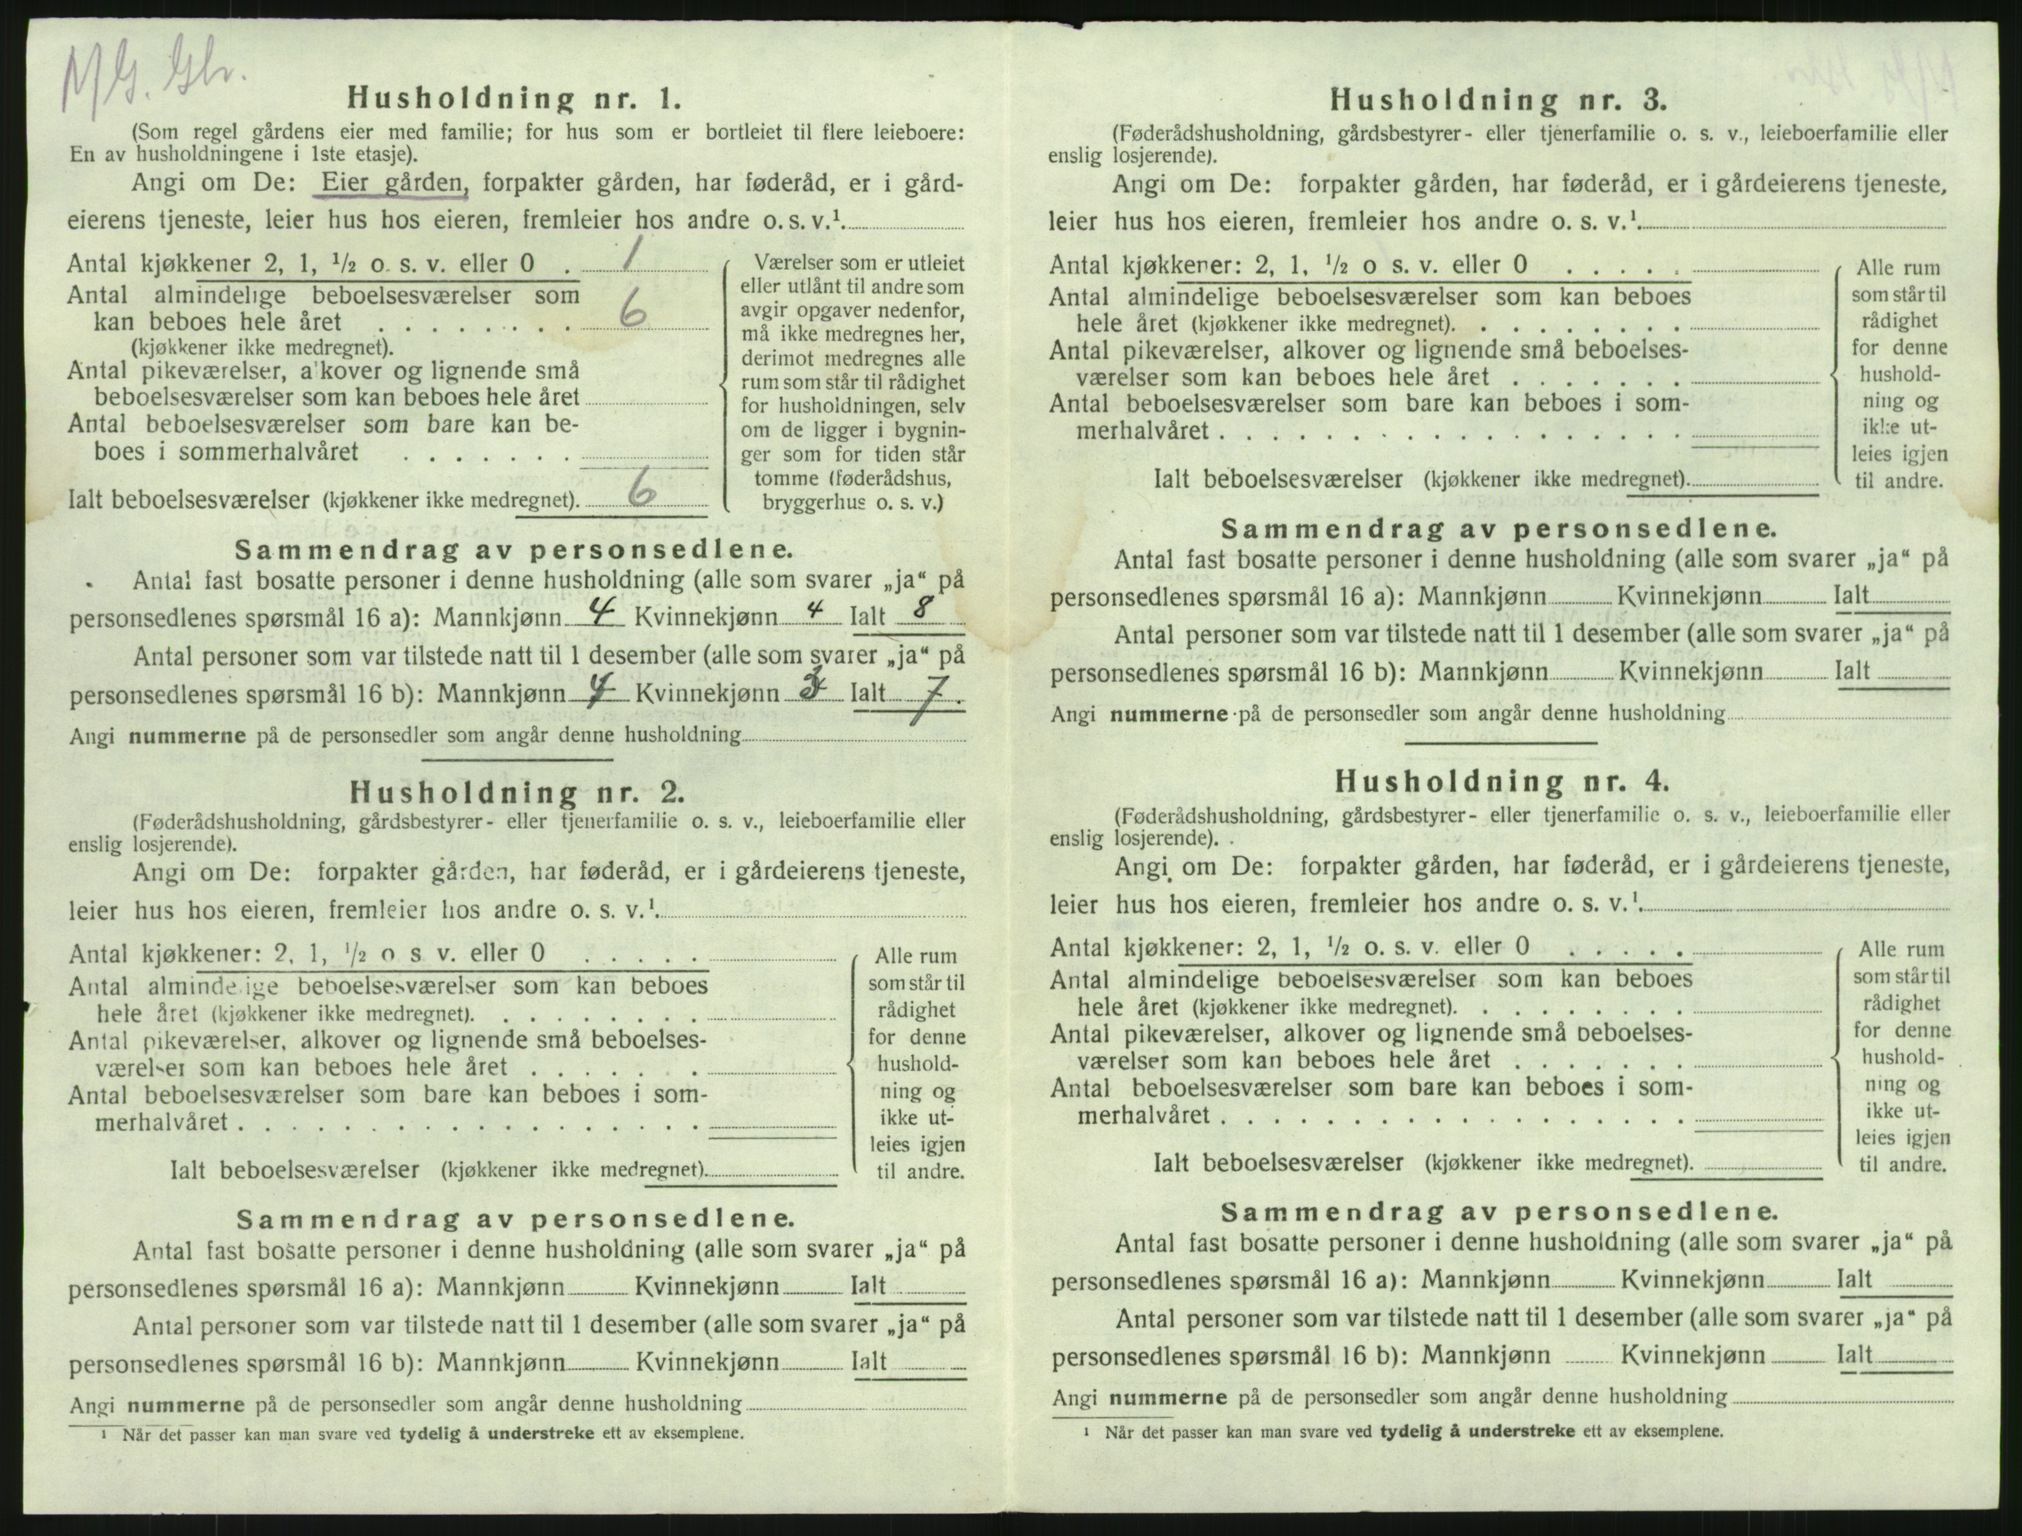 Husholdning nr. 1.
(Som regel gårdens eier med familie; for hus som er bortleiet til flere leieboere:
En av husholdningene i 1ste etasje).
Angi om De: Eier gården, forpakter gården, har føderåd, er i gård-
eierens tjeneste, leier hus hos eieren, fremleier hos andre o. s. v.¹
Antal kjøkkener 2, 1, ½ o. s. v. eller 0 . 1
Antal almindelige beboelsesværelser som
kan beboes hele året . . . . . . . . 6
(kjøkkener ikke medregnet).
Antal pikeværelser, alkover og lignende små
beboelsesværelser som kan beboes hele året
Antal beboelsesværelser som bare kan be-
boes i sommerhalvåret . . . . . . .
Ialt beboelsesværelser (kjøkkener ikke medregnet). 6
Værelser som er utleiet
eller utlånt til andre som
avgir opgaver nedenfor,
må ikke medregnes her,
derimot medregnes alle
rum som står til rådighet
for husholdningen, selv
om de ligger i bygnin-
ger som for tiden står
tomme (føderådshus,
bryggerhus o. s. v.)
Sammendrag av personsedlene.
Antal fast bosatte personer i denne husholdning (alle som svarer „ja“ på
personsedlenes spørsmål 16 a): Mannkjønn 4 Kvinnekjønn 4 Ialt 8
Antal personer som var tilstede natt til 1 desember (alle som svarer „ja“ på
personsedlenes spørsmål 16 b): Mannkjønn 4 Kvinnekjønn 3 Ialt 7.
Angi nummerne på de personsedler som angår denne husholdning
Husholdning nr. 2.
(Føderådshusholdning, gårdsbestyrer- eller tjenerfamilie o. s. v., leieboerfamilie eller
enslig losjerende).
Angi om De: forpakter gården, har føderåd, er i gårdeierens tjeneste,
leier hus hos eieren, fremleier hos andre o. s. v.¹.
Antal kjøkkener: 2, 1, ½ o s v. eller 0 . . . . .
Antal almindelige beboelsesværelser som kan beboes
hele året (kjøkkener ikke medregnet). . . . . . . . .
Antal pikeværelser, alkover og lignende små beboelses-
værelser som kan beboes hele året . . . . . . .
Antal beboelsesværelser som bare kan beboes i som-
merhalvåret . . . . . . . . . . . . . . . . . .
Ialt beboelsesværelser (kjøkkener ikke medregnet).
Alle rum
som står til
rådighet
for denne
hushold-
ning og
ikke ut-
leies igjen
til andre.
Sammendrag av personsedlene.
Antal fast bosatte personer i denne husholdning (alle som svarer „ja“ på
personsedlenes spørsmål 16 a): Mannkjønn Kvinnekjønn Ialt
Antal personer som var tilstede natt til 1 desember (alle som svarer „ja“ på
personsedlenes spørsmål 16 b): Mannkjønn Kvinnekjønn Ialt
Angi nummerne på de personsedler som angår denne husholdning
¹ Når det passer kan man svare ved tydelig å understreke ett av eksemplene.
Husholdning nr. 3.
(Føderådshusholdning, gårdsbestyrer- eller tjenerfamilie o. s. v., leieboerfamilie eller
enslig losjerende).
Angi om De: forpakter gården, har føderåd, er i gårdeierens tjeneste,
leier hus hos eieren, fremleier hos andre o. s. v.¹.
Antal kjøkkener: 2, 1, ½ o s. v. eller 0 . . . . .
Antal almindelige beboelsesværelser som kan beboes
hele året (kjøkkener ikke medregnet). . . . . . . . .
Antal pikeværelser, alkover og lignende små beboelses-
værelser som kan beboes hele året . . . . . . .
Antal beboelsesværelser som bare kan beboes i som-
merhalvåret . . . . . . . . . . . . . . . . . .
Ialt beboelsesværelser (kjøkkener ikke medregnet).
Alle rum
som står til
rådighet
for denne
hushold-
ning og
ikke ut-
leies igjen
til andre.
Sammendrag av personsedlene.
Antal fast bosatte personer i denne husholdning (alle som svarer „ja“ på
personsedlenes spørsmål 16 a): Mannkjønn Kvinnekjønn Ialt
Antal personer som var tilstede natt til 1 desember (alle som svarer „ja“ på
personsedlenes spørsmål 16 b): Mannkjønn Kvinnekjønn Ialt
Angi nummerne på de personsedler som angår denne husholdning
Husholdning nr. 4.
(Føderådshusholdning, gårdsbestyrer- eller tjenerfamilie o. s. v., leieboerfamilie eller
enslig losjerende).
Angi om De: forpakter gården, har føderåd, er i gårdeierens tjeneste,
leier hus hos eieren, fremleier hos andre o. s. v.¹.
Antal kjøkkener: 2, 1, ½ o. s. v. eller 0 . . . . .
Antal almindelige beboelsesværelser som kan beboes
hele året (kjøkkener ikke medregnet). . . . . . . . .
Antal pikeværelser, alkover og lignende små beboelses-
værelser som kan beboes hele året . . . . . . .
Antal beboelsesværelser som bare kan beboes i som-
merhalvåret . . . . . . . . . . . . . . . . . .
Ialt beboelsesværelser (kjøkkener ikke medregnet).
Alle rum
som står til
rådighet
for denne
hushold-
ning og
ikke ut-
leies igjen
til andre.
Sammendrag av personsedlene.
Antal fast bosatte personer i denne husholdning (alle som svarer „ja“ på
personsedlenes spørsmål 16 a): Mannkjønn Kvinnekjønn Ialt
Antal personer som var tilstede natt til 1 desember (alle som svarer „ja“ på
personsedlenes spørsmål 16 b): Mannkjønn Kvinnekjønn Ialt
Angi nummerne på de personsedler som angår denne husholdning
¹ Når det passer kan man svare ved tydelig å understreke ett av eksemplene.